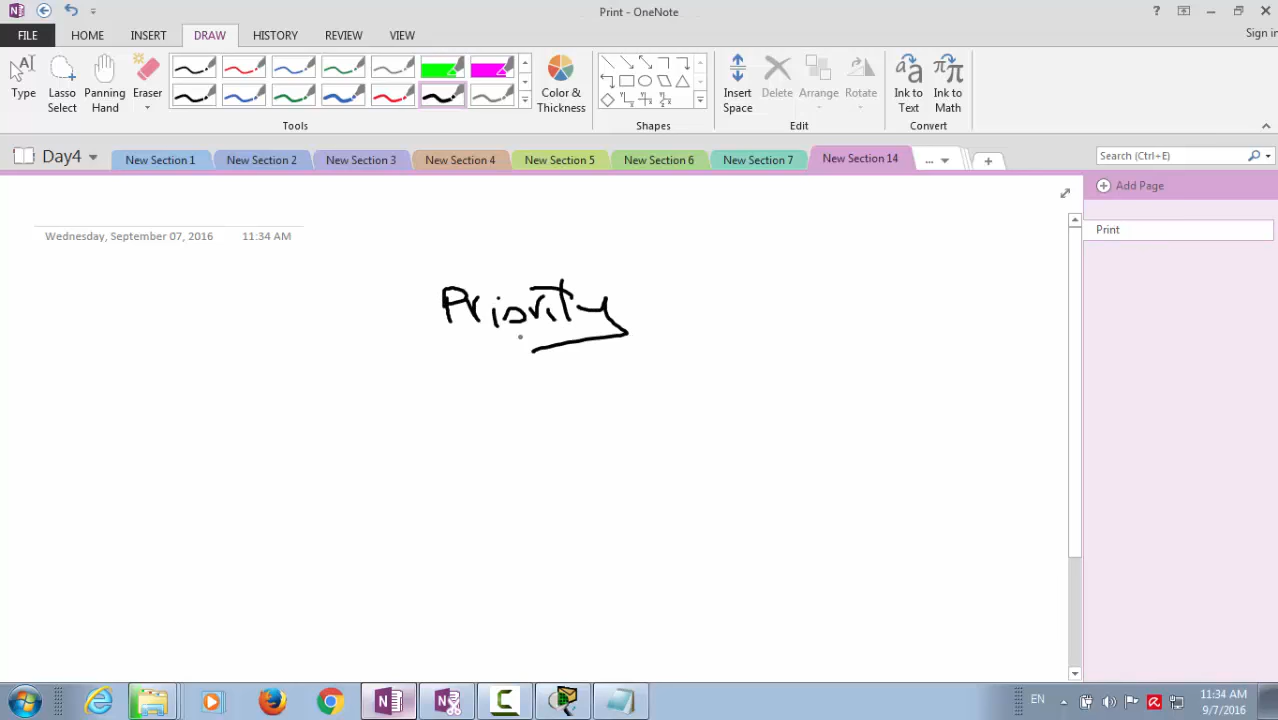 Print - OneNote
?
Sign in
FILE HOME INSERT DRAW HISTORY REVIEW VIEW
Type
Lasso Select
Panning Hand
Eraser
Color & Thickness
Insert Space
Delete
Arrange
Rotate
Ink to Text
Ink to Math
Tools Shapes Edit Convert
Day4 New Section 1 New Section 2 New Section 3 New Section 4 New Section 5 New Section 6 New Section 7 New Section 14 ... + Search (Ctrl+E)
Add Page
Print
Wednesday, September 07, 2016 11:34 AM
Priority
EN
11:34 AM
9/7/2016